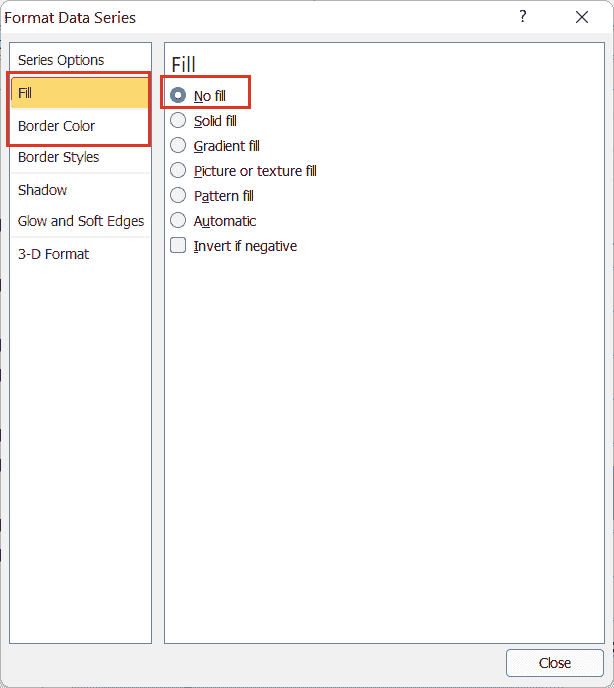 Format Data Series ?
Series Options
Fill
Border Color
Border Styles
Shadow
Glow and Soft Edges
3-D Format
Fill
No fill
Solid fill
Gradient fill
Picture or texture fill
Pattern fill
Automatic
Invert if negative
Close